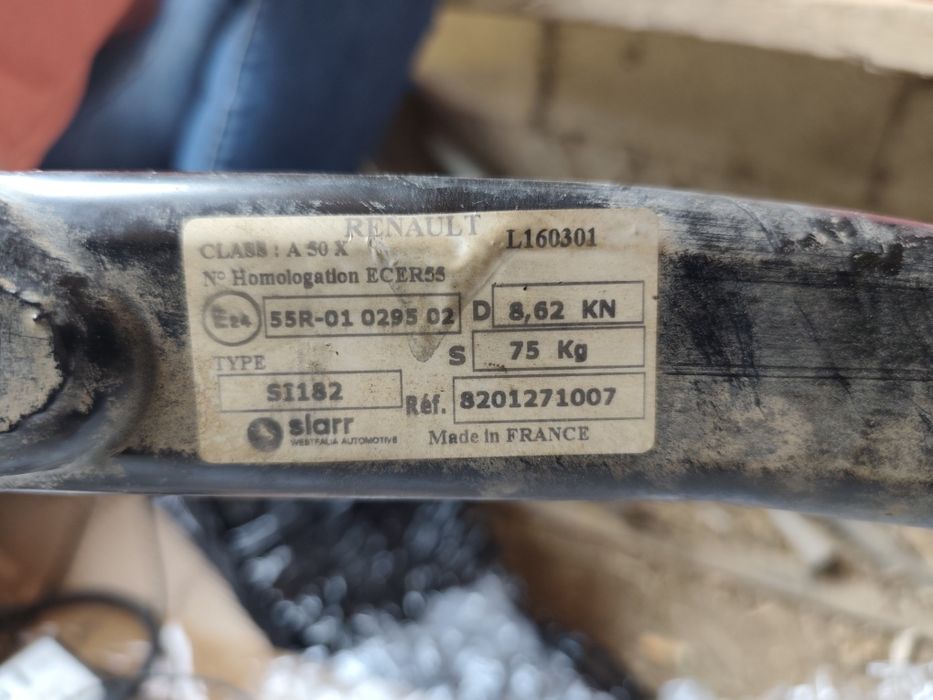 RENAULT
CLASS : A 50 X
L160301
N° Homologation ECER55
E24
55R-01 0295 02
D
8,62 KN
S
75 Kg
TYPE
SI182
Réf.
8201271007
siarr
WESTFALIA AUTOMOTIVE
Made in FRANCE